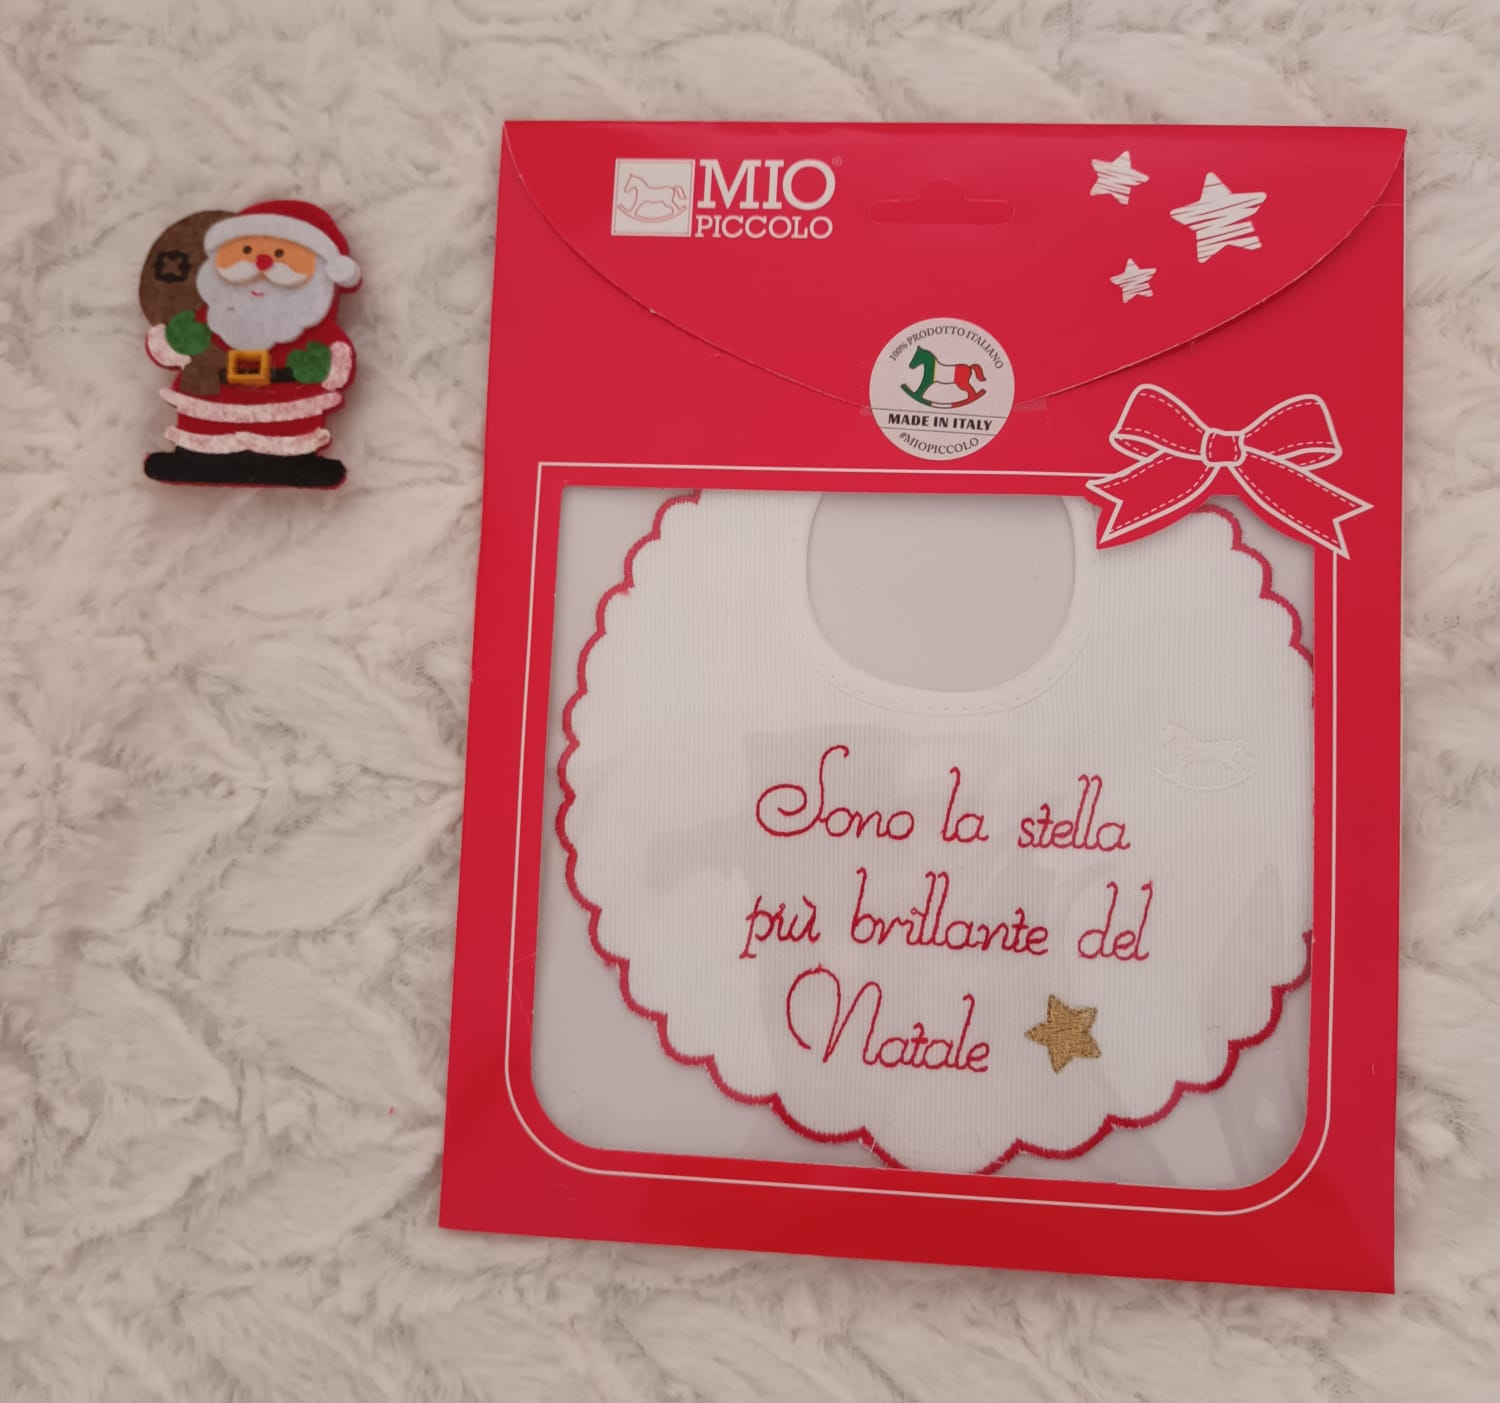 MIO®
PICCOLO
100% PRODOTTO ITALIANO
MADE IN ITALY
#MIOPICCOLO
Sono la stella
più brillante del
Natale